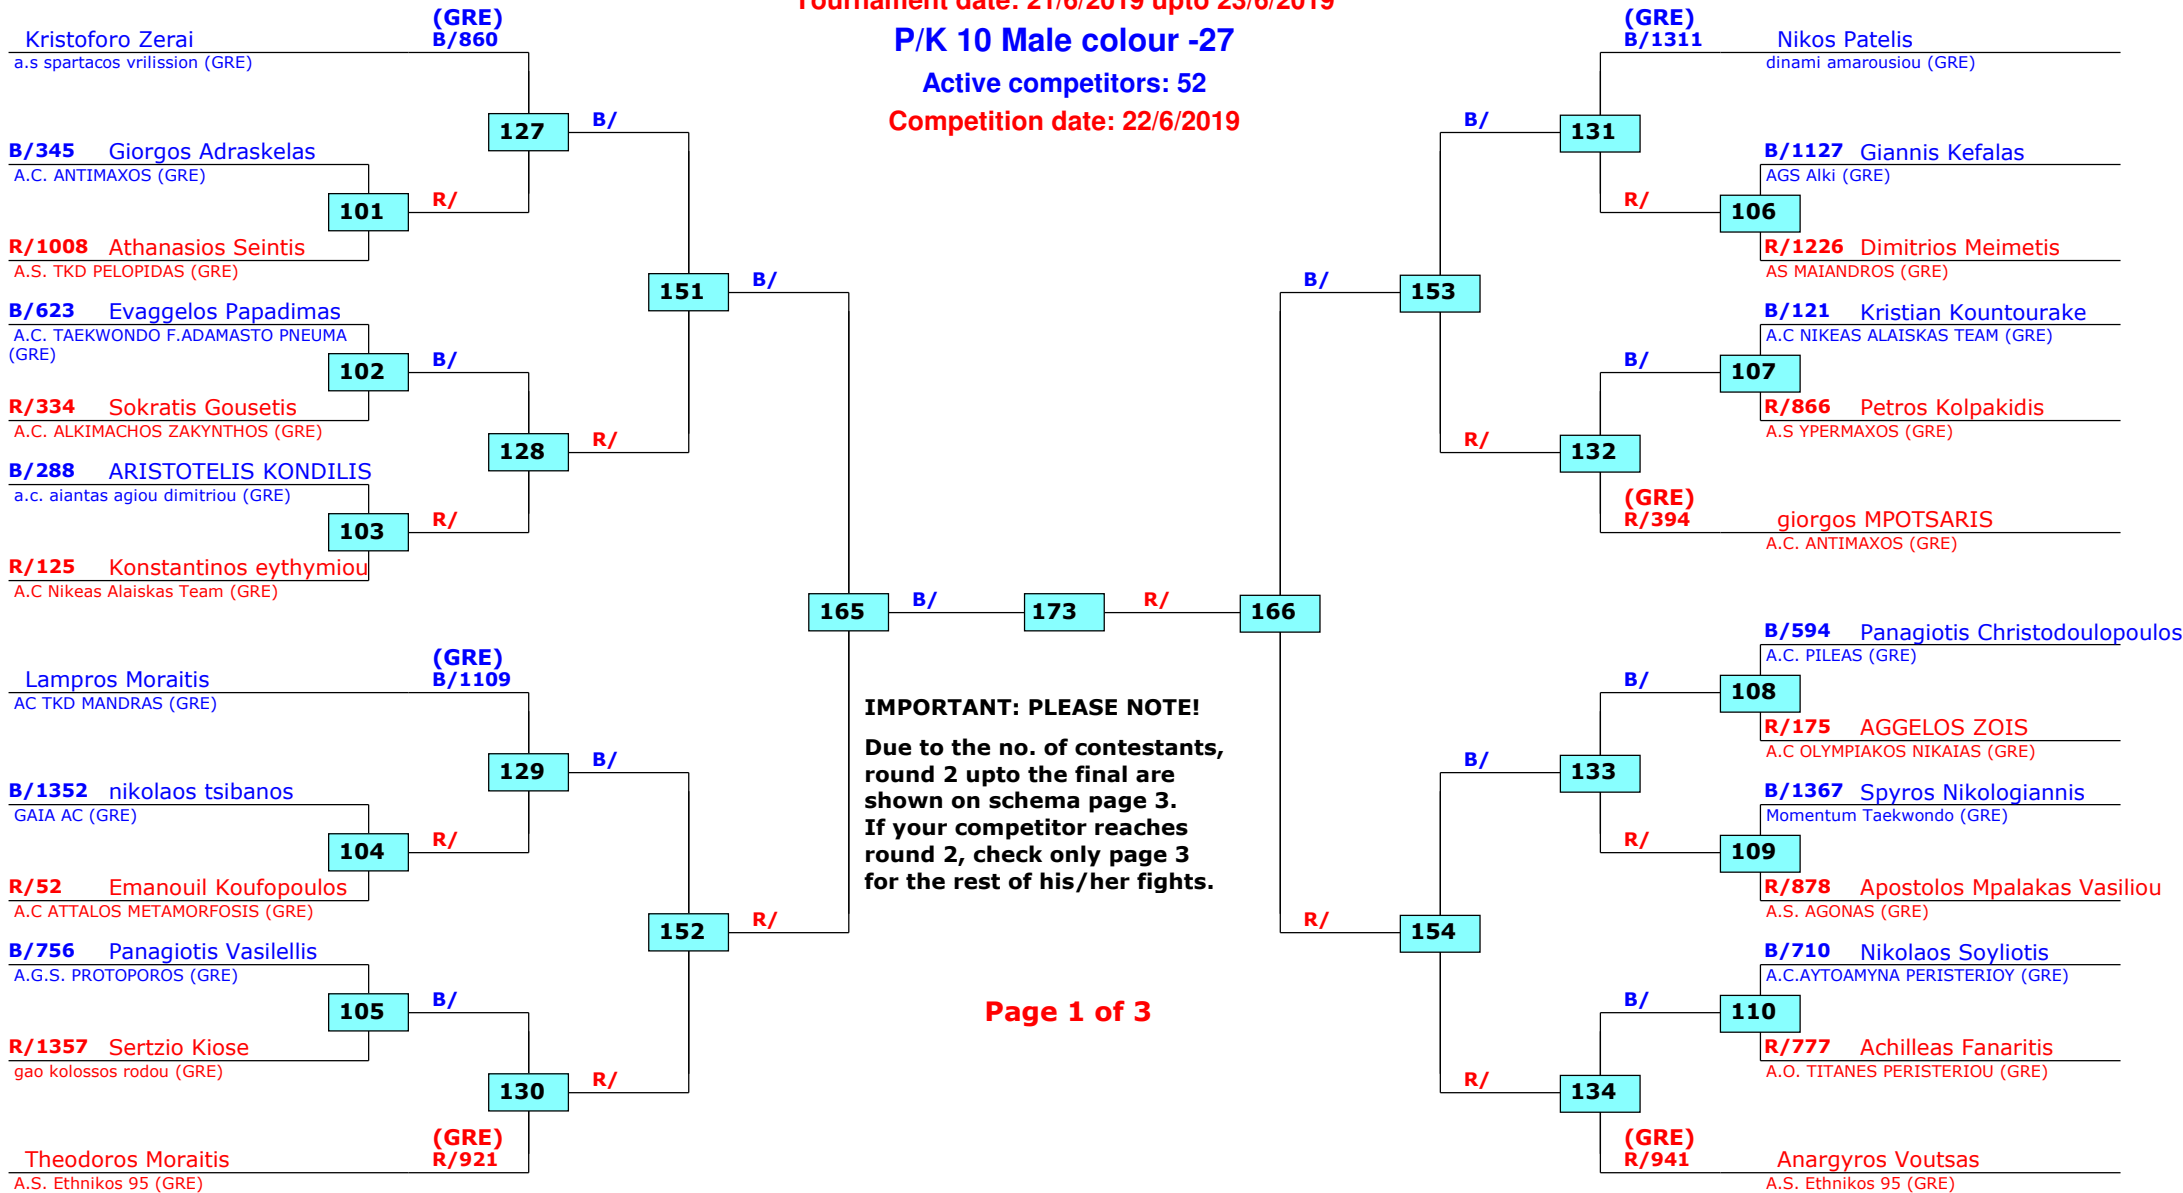 Tournament date: 21/6/2019 upto 23/6/2019
P/K 10 Male colour -27
Active competitors: 52
Competition date: 22/6/2019
Kristoforo Zerai
(GRE)
B/860
a.s spartacos vrilission (GRE)
127
B/
B/345 Giorgos Adraskelas
A.C. ANTIMAXOS (GRE)
101
R/
R/1008 Athanasios Seintis
A.S. TKD PELOPIDAS (GRE)
151
B/
B/623 Evaggelos Papadimas
A.C. TAEKWONDO F.ADAMASTO PNEUMA
(GRE)
102
B/
R/334 Sokratis Gousetis
A.C. ALKIMACHOS ZAKYNTHOS (GRE)
128
R/
B/288 ARISTOTELIS KONDILIS
a.c. aiantas agiou dimitriou (GRE)
103
R/
R/125 Konstantinos eythymiou
A.C Nikeas Alaiskas Team (GRE)
165
B/
173
R/
166
Lampros Moraitis
(GRE)
B/1109
AC TKD MANDRAS (GRE)
129
B/
B/1352 nikolaos tsibanos
GAIA AC (GRE)
104
R/
R/52 Emanouil Koufopoulos
A.C ATTALOS METAMORFOSIS (GRE)
152
R/
B/756 Panagiotis Vasilellis
A.G.S. PROTOPOROS (GRE)
105
B/
R/1357 Sertzio Kiose
gao kolossos rodou (GRE)
130
R/
(GRE)
R/921
Theodoros Moraitis
A.S. Ethnikos 95 (GRE)
IMPORTANT: PLEASE NOTE!
Due to the no. of contestants,
round 2 upto the final are
shown on schema page 3.
If your competitor reaches
round 2, check only page 3
for the rest of his/her fights.
Page 1 of 3
(GRE)
B/1311
Nikos Patelis
dinami amarousiou (GRE)
B/
131
B/1127 Giannis Kefalas
AGS Alki (GRE)
R/
106
R/1226 Dimitrios Meimetis
AS MAIANDROS (GRE)
B/
153
B/121 Kristian Kountourake
A.C NIKEAS ALAISKAS TEAM (GRE)
B/
107
R/866 Petros Kolpakidis
A.S YPERMAXOS (GRE)
R/
132
(GRE)
R/394
giorgos MPOTSARIS
A.C. ANTIMAXOS (GRE)
B/594 Panagiotis Christodoulopoulos
A.C. PILEAS (GRE)
B/
108
R/175 AGGELOS ZOIS
A.C OLYMPIAKOS NIKAIAS (GRE)
B/
133
B/1367 Spyros Nikologiannis
Momentum Taekwondo (GRE)
R/
109
R/878 Apostolos Mpalakas Vasiliou
A.S. AGONAS (GRE)
R/
154
B/710 Nikolaos Soyliotis
A.C.AYTOAMYNA PERISTERIOY (GRE)
B/
110
R/777 Achilleas Fanaritis
A.O. TITANES PERISTERIOU (GRE)
R/
134
(GRE)
R/941
Anargyros Voutsas
A.S. Ethnikos 95 (GRE)